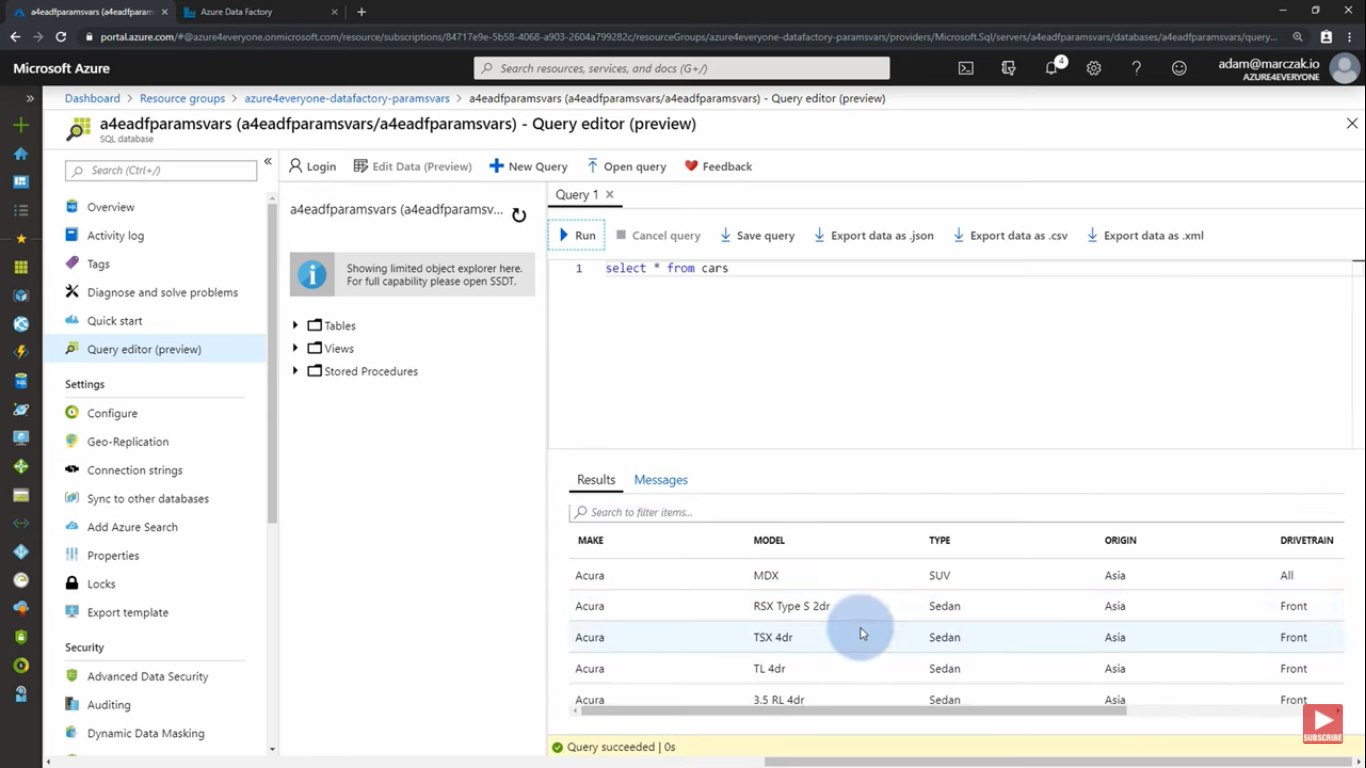 a4eadfparamsvars (a4eadfparam
Azure Data Factory
portal.azure.com/#@azure4everyone.onmicrosoft.com/resource/subscriptions/84717e9e-5b58-4068-a903-2604a799282c/resourceGroups/azure4everyone-datafactory-paramsvars/providers/Microsoft.Sql/servers/a4eadfparamsvars/databases/a4eadfparamsvars/query...
Microsoft Azure
Search resources, services, and docs (G+/)
4
adam@marczak.io
AZURE4EVERYONE
Dashboard > Resource groups > azure4everyone-datafactory-paramsvars > a4eadfparamsvars (a4eadfparamsvars/a4eadfparamsvars) - Query editor (preview)
a4eadfparamsvars (a4eadfparamsvars/a4eadfparamsvars) - Query editor (preview)
SQL database
Search (Ctrl+/)
Overview
Activity log
Tags
Diagnose and solve problems
Quick start
Query editor (preview)
Settings
Configure
Geo-Replication
Connection strings
Sync to other databases
Add Azure Search
Properties
Locks
Export template
Security
Advanced Data Security
Auditing
Dynamic Data Masking
Login Edit Data (Preview) New Query Open query Feedback
a4eadfparamsvars (a4eadfparamsv...
Showing limited object explorer here.
For full capability please open SSDT.
Tables
Views
Stored Procedures
Query 1
Run Cancel query Save query Export data as .json Export data as .csv Export data as .xml
1 select * from cars
Results Messages
Search to filter items...
MAKE MODEL TYPE ORIGIN DRIVETRAIN
Acura MDX SUV Asia All
Acura RSX Type S 2dr Sedan Asia Front
Acura TSX 4dr Sedan Asia Front
Acura TL 4dr Sedan Asia Front
Acura 3.5 RL 4dr Sedan Asia Front
SUBSCRIBE
Query succeeded | 0s